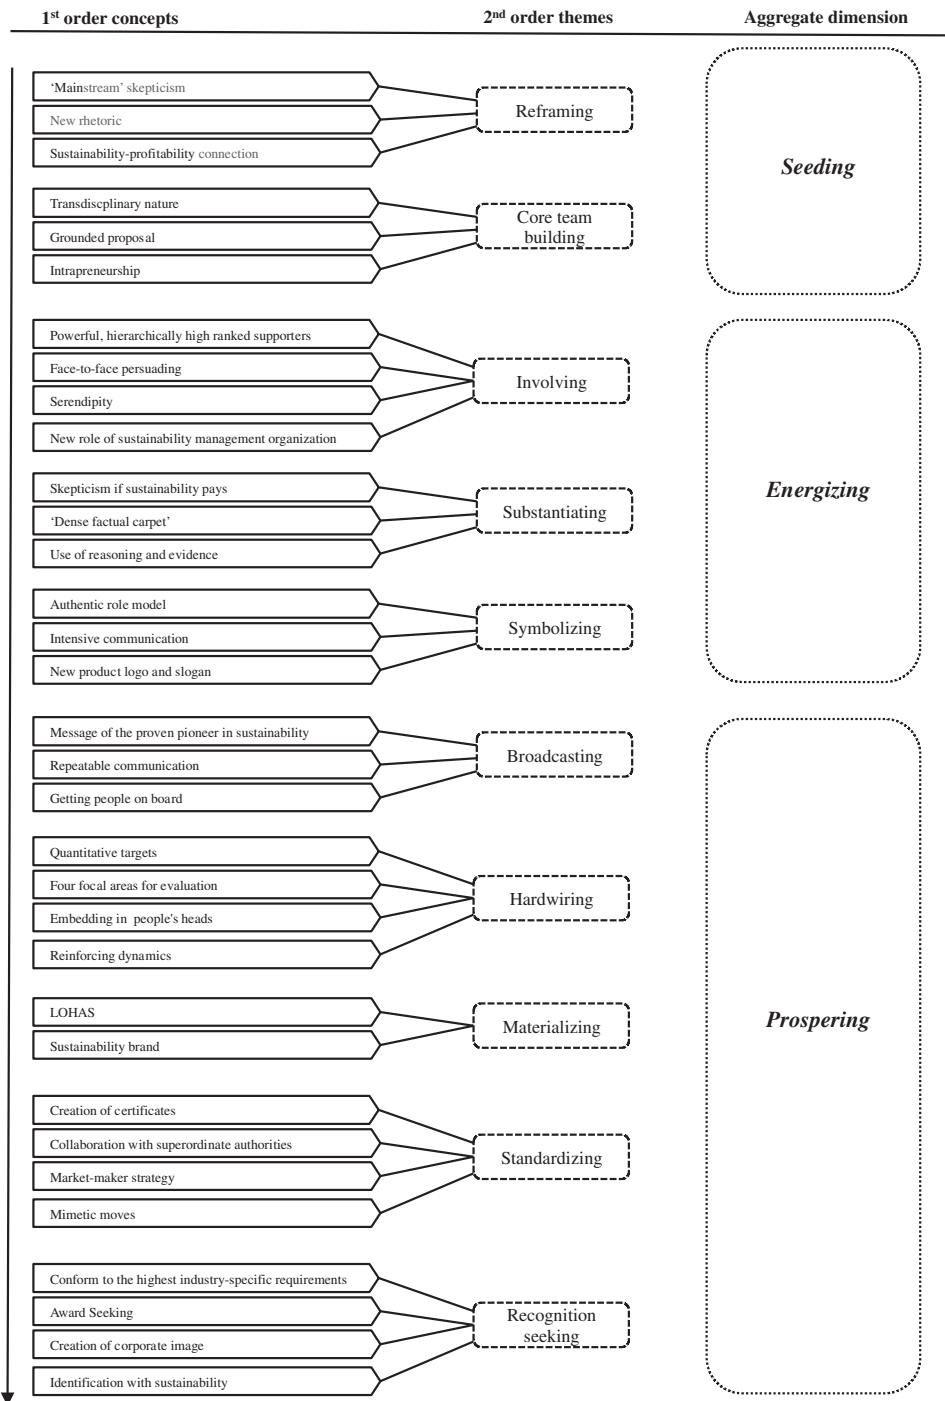 1st order concepts 2nd order themes Aggregate dimension
‘Mainstream’ skepticism
New rhetoric
Sustainability-profitability connection
Reframing
Transdiscplinary nature
Grounded proposal
Intrapreneurship
Core team
building
Seeding
Powerful, hierarchically high ranked supporters
Face-to-face persuading
Serendipity
New role of sustainability management organization
Involving
Skepticism if sustainability pays
‘Dense factual carpet’
Use of reasoning and evidence
Substantiating
Authentic role model
Intensive communication
New product logo and slogan
Symbolizing
Energizing
Message of the proven pioneer in sustainability
Repeatable communication
Getting people on board
Broadcasting
Quantitative targets
Four focal areas for evaluation
Embedding in people's heads
Reinforcing dynamics
Hardwiring
LOHAS
Sustainability brand
Materializing
Creation of certificates
Collaboration with superordinate authorities
Market-maker strategy
Mimetic moves
Standardizing
Conform to the highest industry-specific requirements
Award Seeking
Creation of corporate image
Identification with sustainability
Recognition
seeking
Prospering